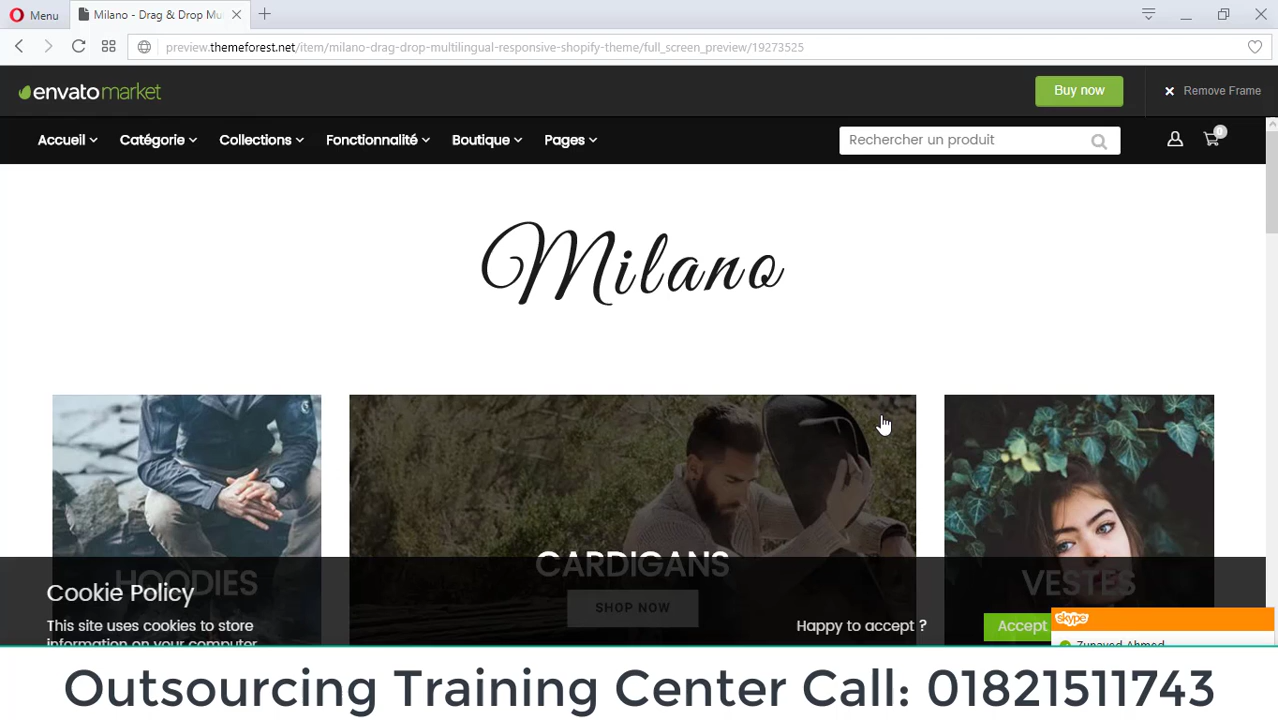 Menu
Milano - Drag & Drop Mu
preview.themeforest.net/item/milano-drag-drop-multilingual-responsive-shopify-theme/full_screen_preview/19273525
envatomarket
Buy now
Remove Frame
Accueil
Catégorie
Collections
Fonctionnalité
Boutique
Pages
Rechercher un produit
0
Milano
HOODIES
CARDIGANS
SHOP NOW
VESTES
Cookie Policy
This site uses cookies to store
information on your computer
Happy to accept ?
Accept
skype
Zunayed Ahmed
Outsourcing Training Center Call: 01821511743